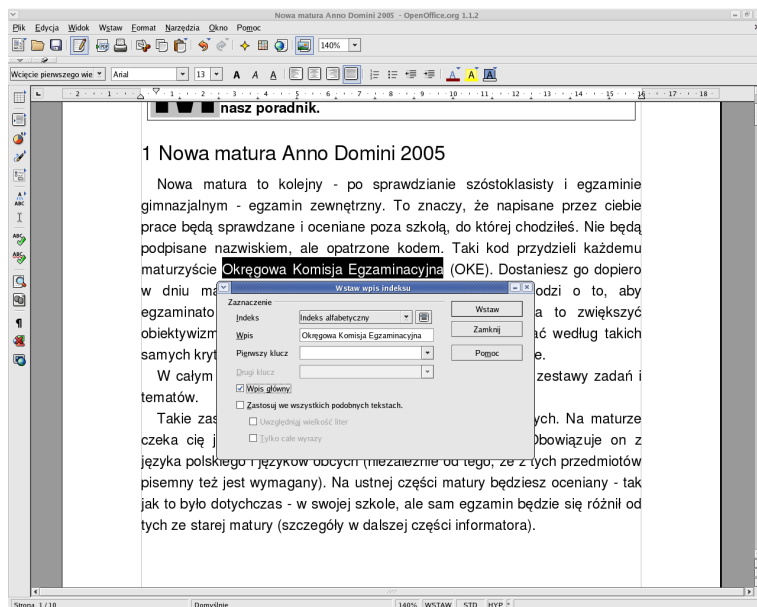 Nowa matura Anno Domini 2005 - OpenOffice.org 1.1.2
Plik Edycja Widok Wstaw Format Narzędzia Okno Pomoc
140%
Wcięcie pierwszego wie Arial 13
nasz poradnik.
1 Nowa matura Anno Domini 2005
Nowa matura to kolejny - po sprawdzianie szóstoklasisty i egzaminie
gimnazjalnym - egzamin zewnętrzny. To znaczy, że napisane przez ciebie
prace będą sprawdzane i oceniane poza szkołą, do której chodziłeś. Nie będą
podpisane nazwiskiem, ale opatrzone kodem. Taki kod przydzieli każdemu
maturzyście Okręgowa Komisja Egzaminacyjna (OKE). Dostaniesz go dopiero
w dniu ma odzi o to, aby
egzaminato a to zwiększyć
obiektywizm ać według takich
samych kryt e.
W całym zestawy zadań i
tematów.
Takie zas ych. Na maturze
czeka cię j Obowiązuje on z
języka polskiego i języków obcych (niezależnie od tego, że z tych przedmiotów
pisemny też jest wymagany). Na ustnej części matury będziesz oceniany - tak
jak to było dotychczas - w swojej szkole, ale sam egzamin będzie się różnił od
tych ze starej matury (szczegóły w dalszej części informatora).
Wstaw wpis indeksu
Zaznaczenie
Indeks Indeks alfabetyczny
Wpis Okręgowa Komisja Egzaminacyjna
Pierwszy klucz
Drugi klucz
Wpis główny
Zastosuj we wszystkich podobnych tekstach.
Uwzględniaj wielkość liter
Tylko całe wyrazy
Wstaw
Zamknij
Pomoc
Strona 1/10 Domyślnie 140% WSTAW STD HYP